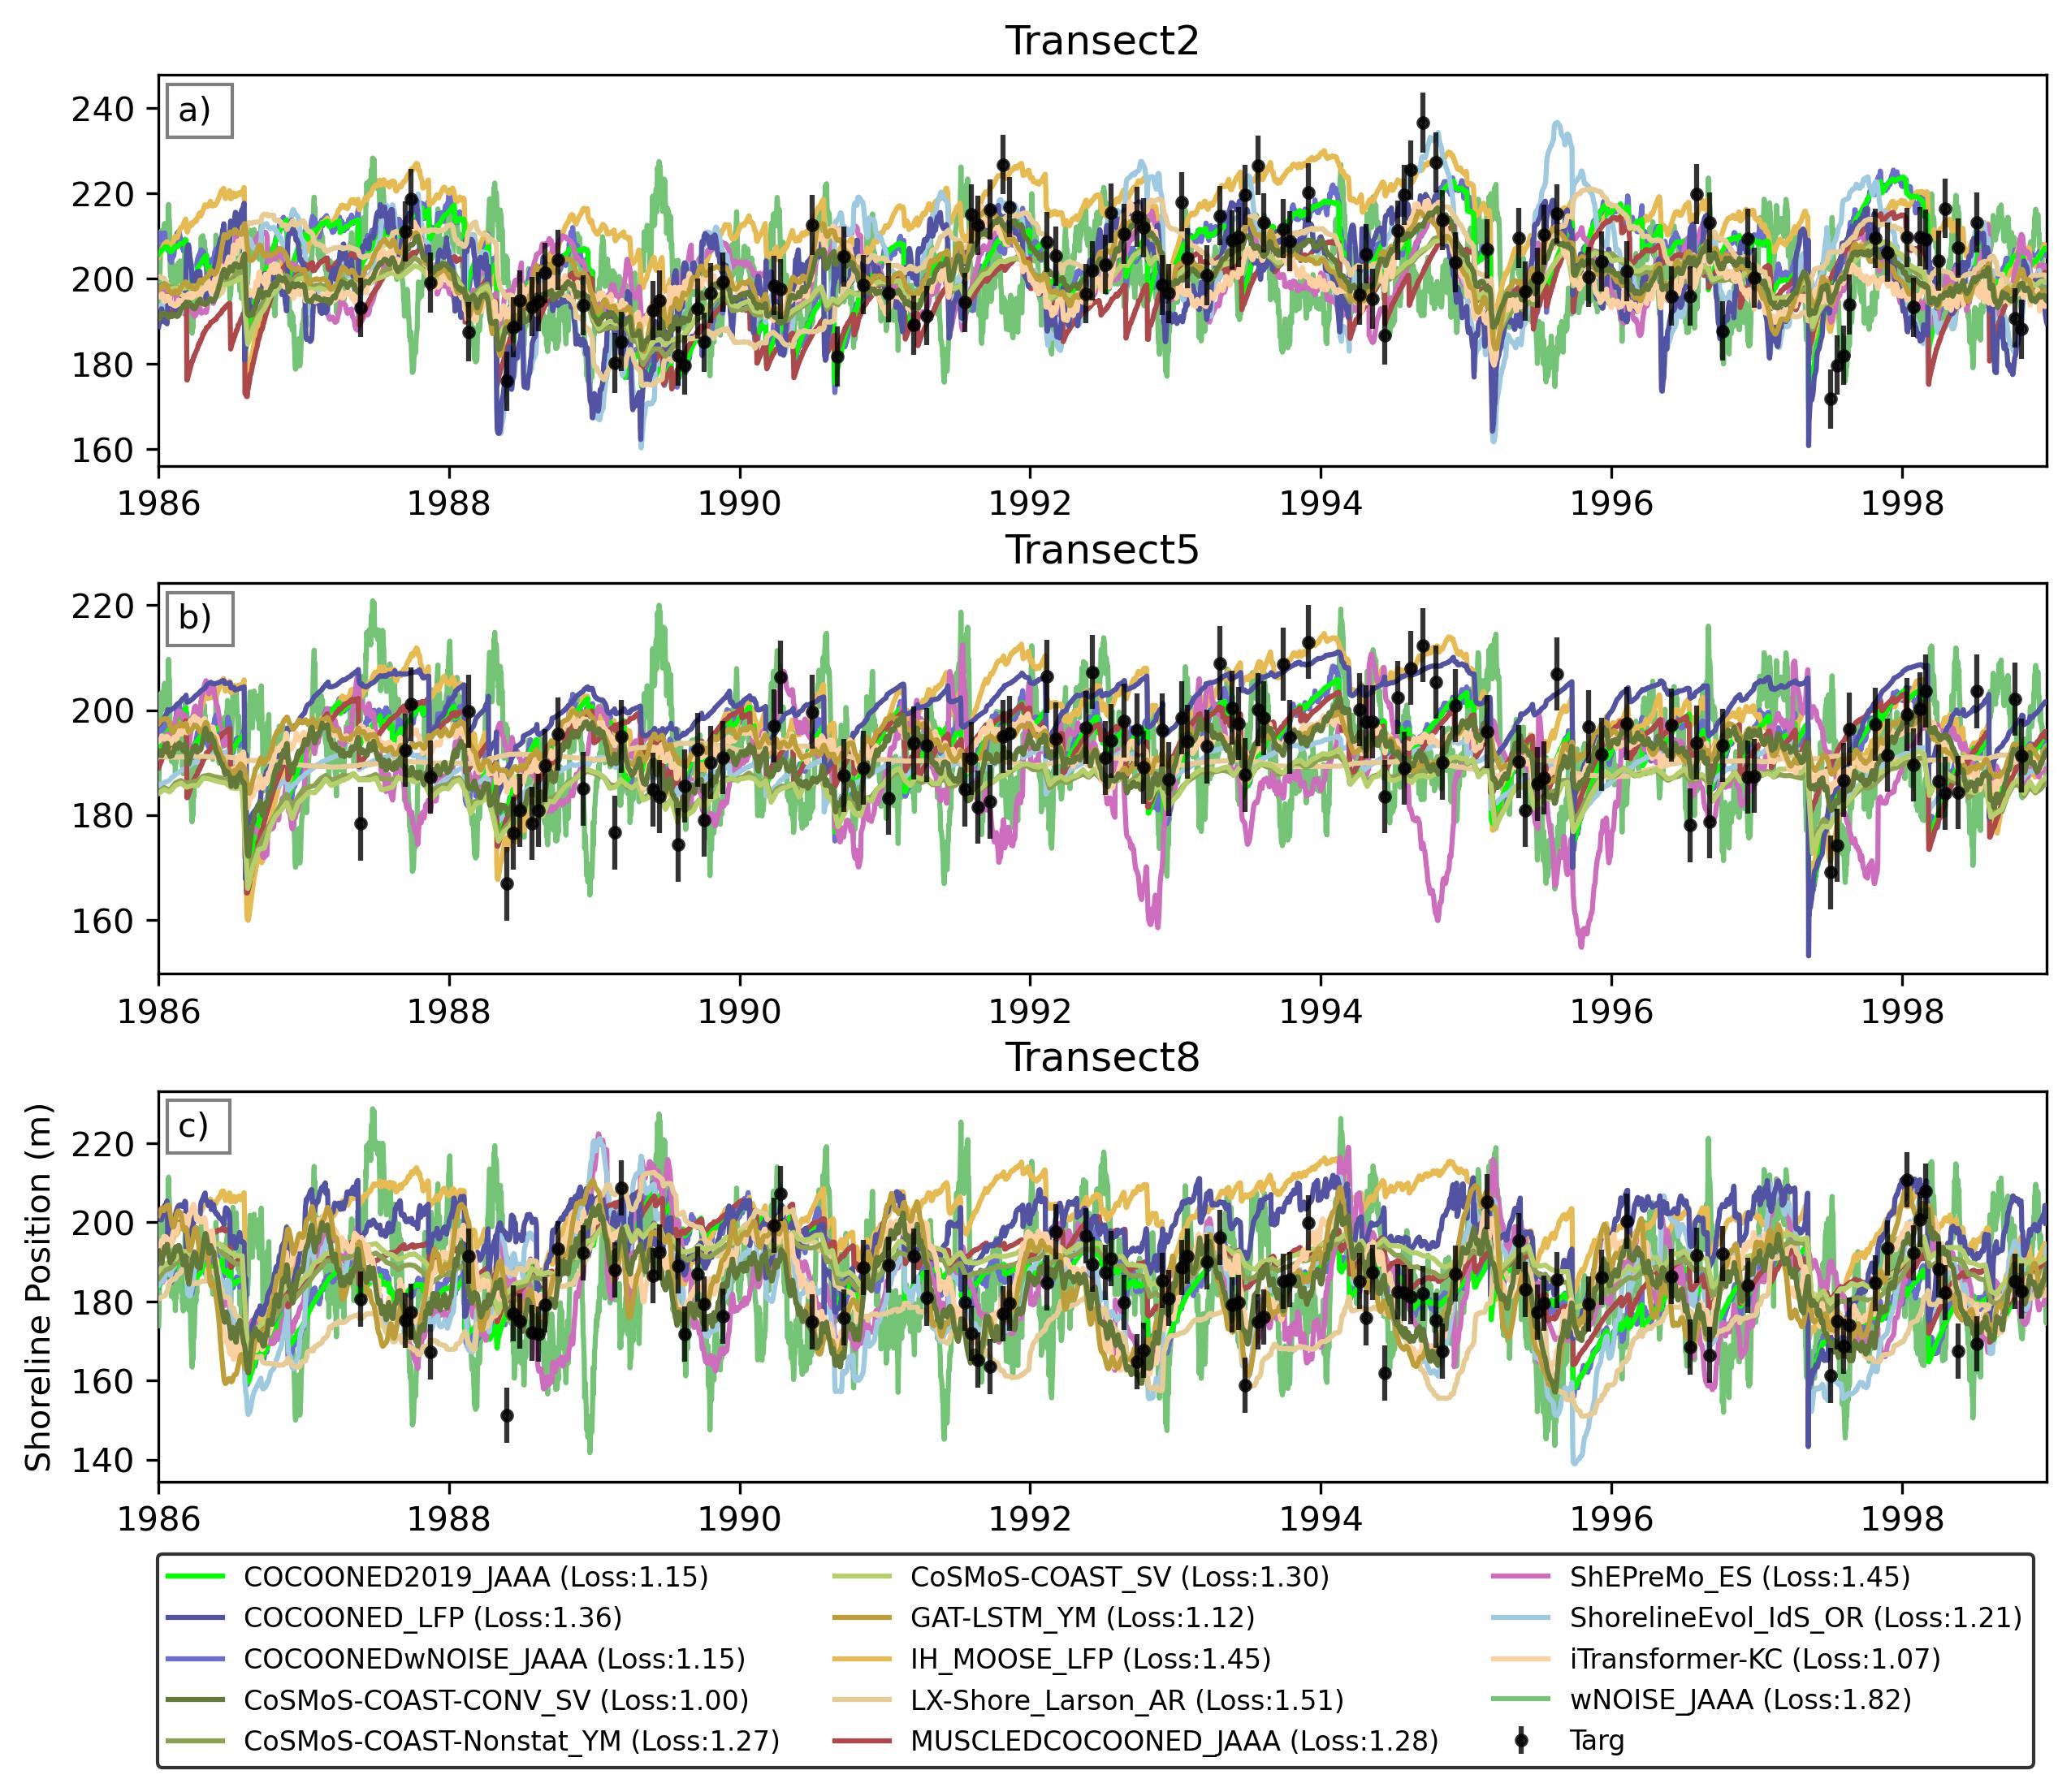 Transect2
a)
240
220
200
180
160
1986 1988 1990 1992 1994 1996 1998
Transect5
b)
220
200
180
160
1986 1988 1990 1992 1994 1996 1998
Transect8
c)
Shoreline Position (m)
220
200
180
160
140
1986 1988 1990 1992 1994 1996 1998
COCOONED2019_JAAA (Loss:1.15)
COCOONED_LFP (Loss:1.36)
COCOONEDwNOISE_JAAA (Loss:1.15)
CoSMoS-COAST-CONV_SV (Loss:1.00)
CoSMoS-COAST-Nonstat_YM (Loss:1.27)
CoSMoS-COAST_SV (Loss:1.30)
GAT-LSTM_YM (Loss:1.12)
IH_MOOSE_LFP (Loss:1.45)
LX-Shore_Larson_AR (Loss:1.51)
MUSCLEDCOCOONED_JAAA (Loss:1.28)
ShEPreMo_ES (Loss:1.45)
ShorelineEvol_IdS_OR (Loss:1.21)
iTransformer-KC (Loss:1.07)
wNOISE_JAAA (Loss:1.82)
Targ